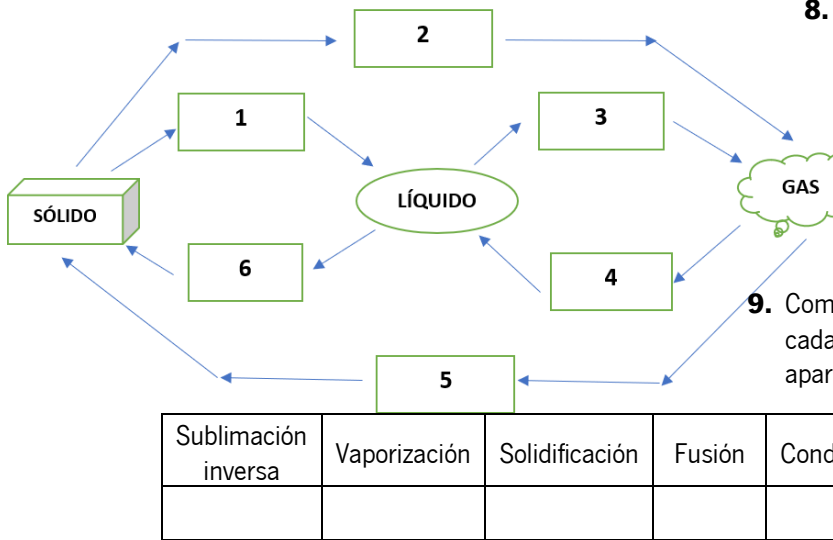 8.
2
1
3
SÓLIDO
LÍQUIDO
GAS
6
4
5
9. Com
cada
apar
Sublimación
inversa
Vaporización
Solidificación
Fusión
Cond